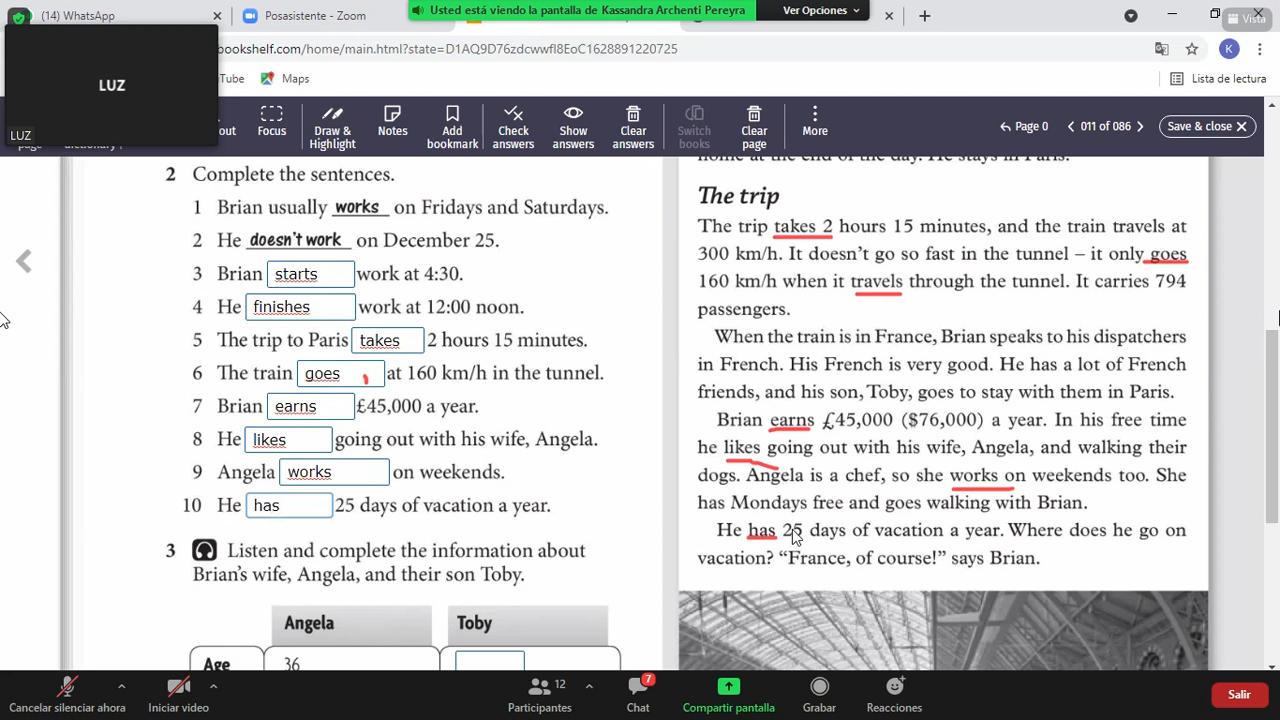 (14) WhatsApp
Posasistente - Zoom
Usted está viendo la pantalla de Kassandra Archenti Pereyra
Ver Opciones
Vista
bookshelf.com/home/main.html?state=D1AQ9D76zdcwwfl8EoC1628891220725
K
Maps
Lista de lectura
LUZ
LUZ
Focus
Draw & Highlight
Notes
Add bookmark
Check answers
Show answers
Clear answers
Switch books
Clear page
More
Page 0
011 of 086
Save & close
page
2 Complete the sentences.
1 Brian usually works on Fridays and Saturdays.
2 He doesn't work on December 25.
3 Brian starts work at 4:30.
4 He finishes work at 12:00 noon.
5 The trip to Paris takes 2 hours 15 minutes.
6 The train goes at 160 km/h in the tunnel.
7 Brian earns £45,000 a year.
8 He likes going out with his wife, Angela.
9 Angela works on weekends.
10 He has 25 days of vacation a year.
3 Listen and complete the information about
Brian's wife, Angela, and their son Toby.
Angela Toby
Age 36
home at the end of the day. He stays in Paris.
The trip
The trip takes 2 hours 15 minutes, and the train travels at
300 km/h. It doesn't go so fast in the tunnel – it only goes
160 km/h when it travels through the tunnel. It carries 794
passengers.
When the train is in France, Brian speaks to his dispatchers
in French. His French is very good. He has a lot of French
friends, and his son, Toby, goes to stay with them in Paris.
Brian earns £45,000 ($76,000) a year. In his free time
he likes going out with his wife, Angela, and walking their
dogs. Angela is a chef, so she works on weekends too. She
has Mondays free and goes walking with Brian.
He has 25 days of vacation a year. Where does he go on
vacation? “France, of course!” says Brian.
Cancelar silenciar ahora
Iniciar video
12
Participantes
7
Chat
Compartir pantalla
Grabar
Reacciones
Salir